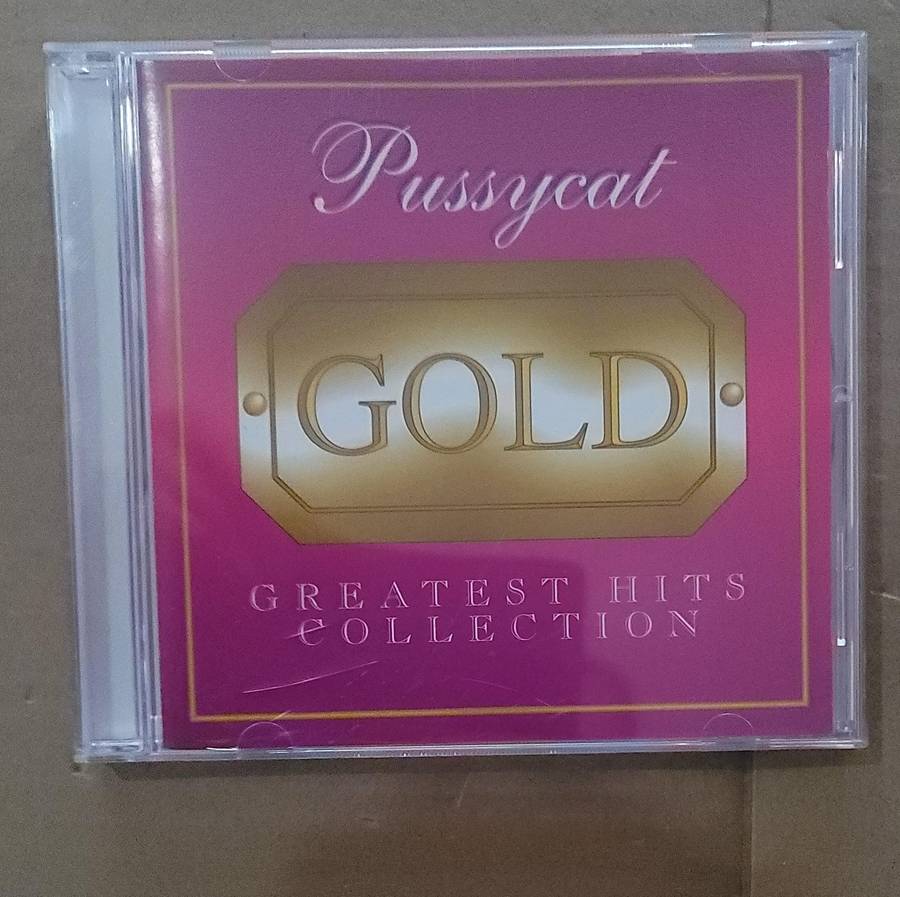 Pussycat
GOLD
GREATEST HITS
COLLECTION